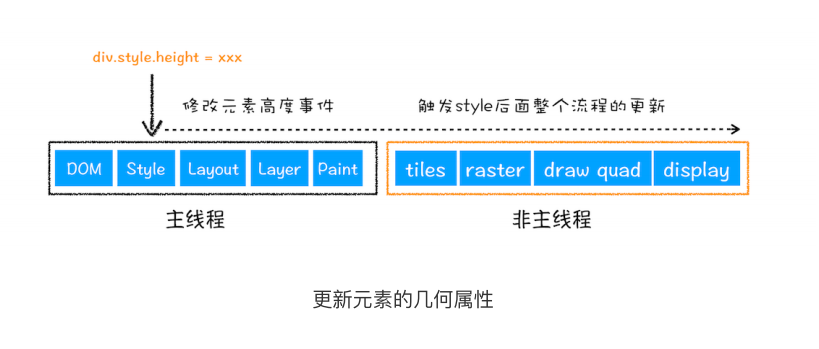 div.style.height = xxx
修改元素高度事件 触发style后面整个流程的更新
DOM Style Layout Layer Paint tiles raster draw quad display
主线程 非主线程
更新元素的几何属性